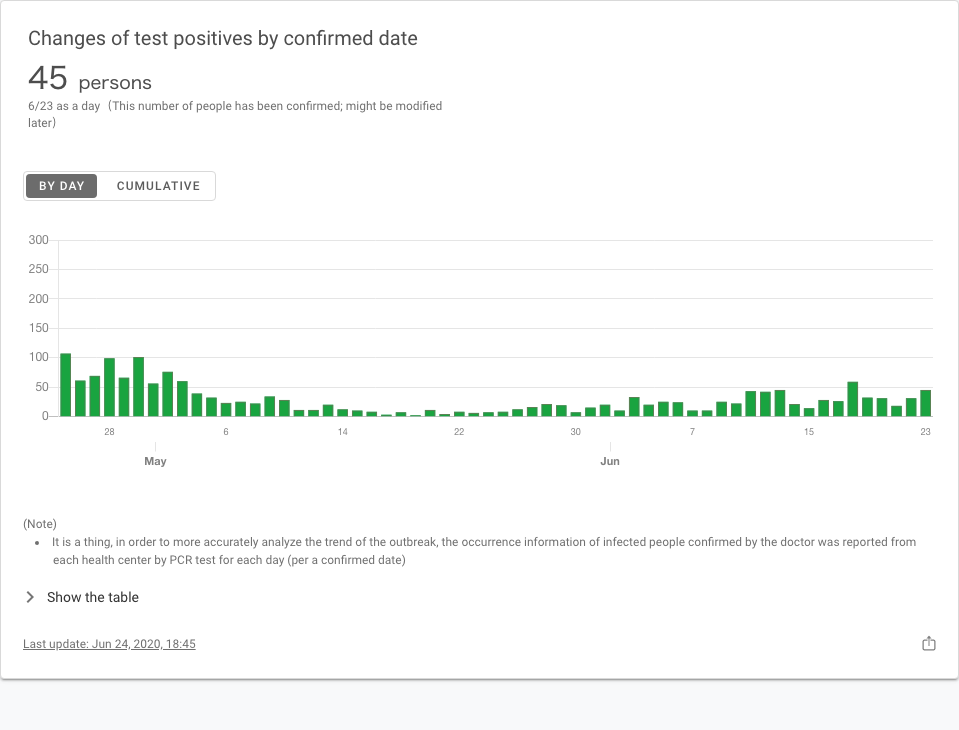 Changes of test positives by confirmed date
45 persons
6/23 as a day（This number of people has been confirmed; might be modified
later）
BY DAY CUMULATIVE
300
250
200
150
100
50
0
28 6 14 22 30 7 15 23
May Jun
(Note)
• It is a thing, in order to more accurately analyze the trend of the outbreak, the occurrence information of infected people confirmed by the doctor was reported from
each health center by PCR test for each day (per a confirmed date)
Show the table
Last update: Jun 24, 2020, 18:45